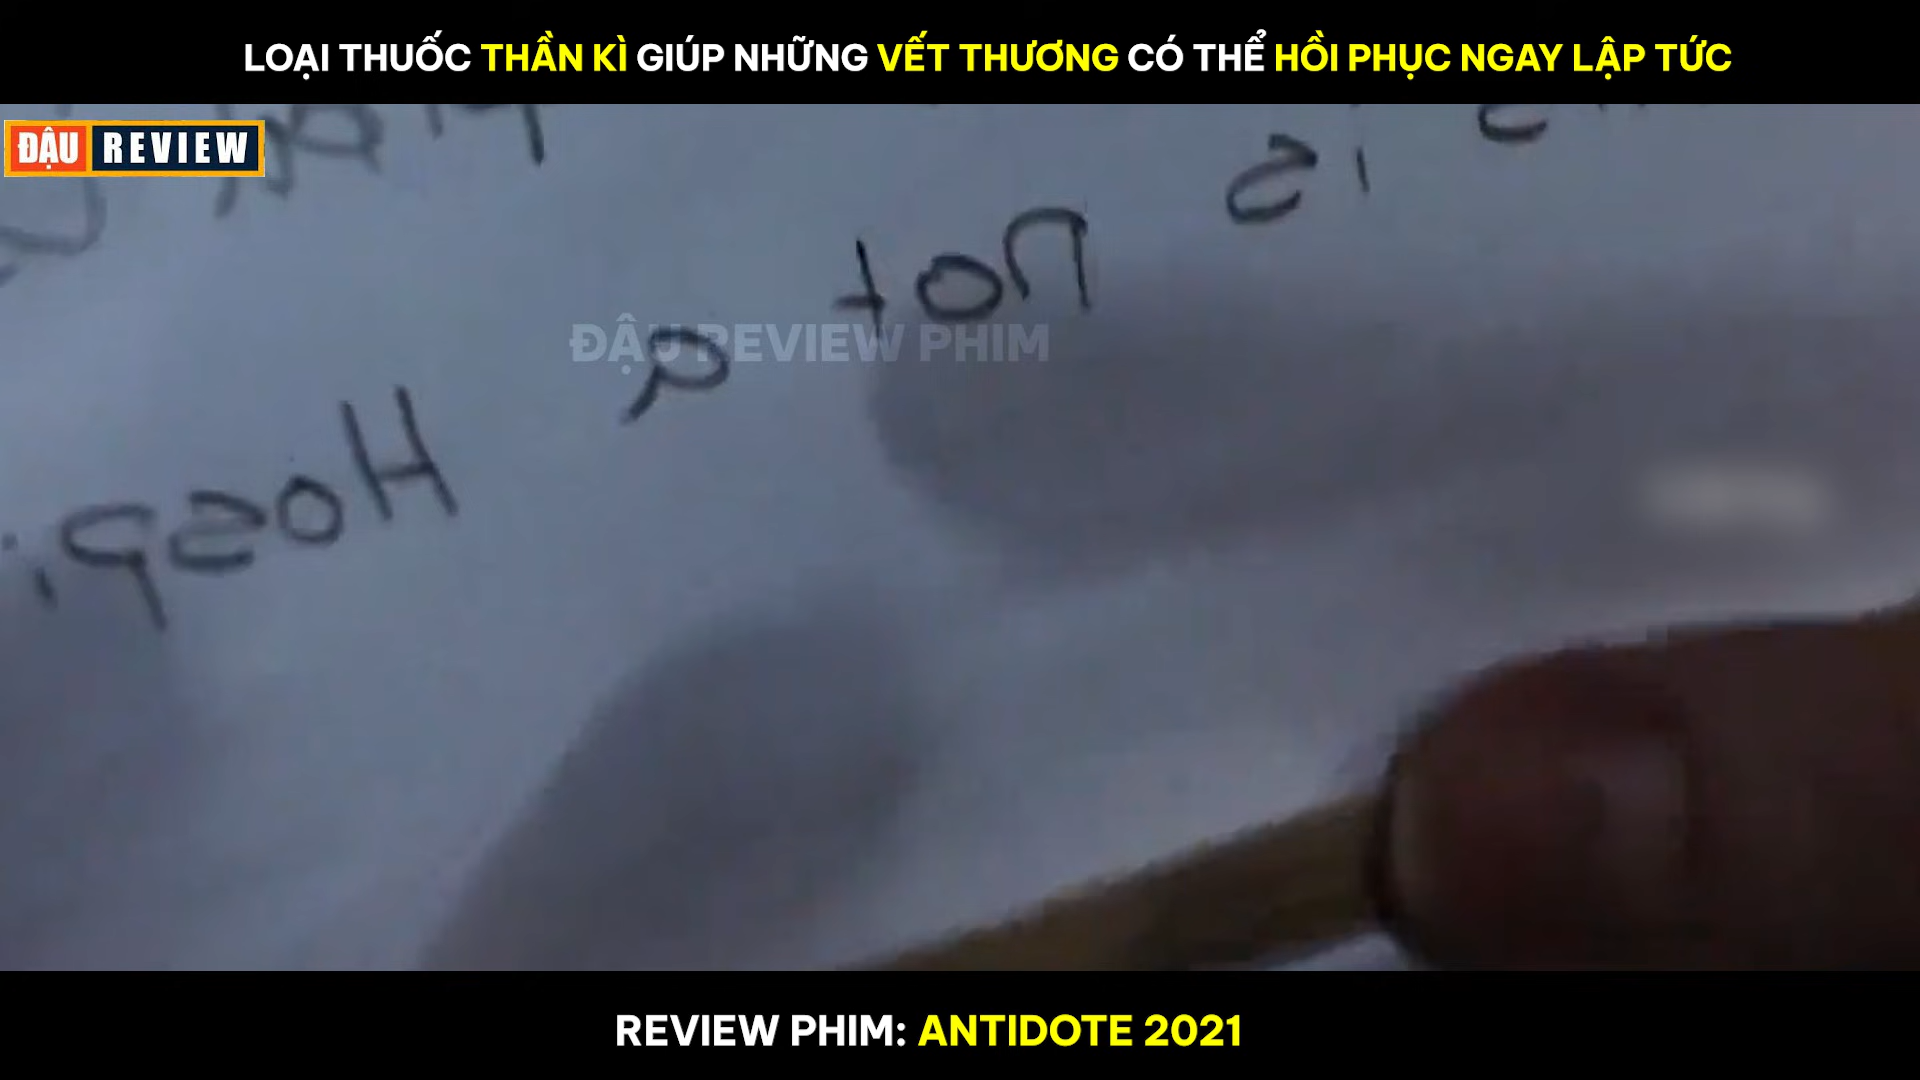 LOẠI THUỐC THẦN KÌ GIÚP NHỮNG VẾT THƯƠNG CÓ THỂ HỒI PHỤC NGAY LẬP TỨC
ĐẬU REVIEW
is not a Hospi
ĐẬU REVIEW PHIM
REVIEW PHIM: ANTIDOTE 2021